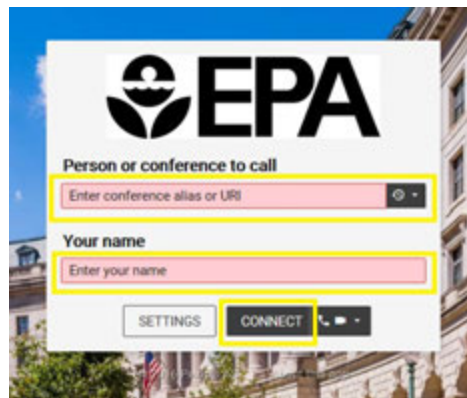 EPA
Person or conference to call
Enter conference alias or URI
Your name
Enter your name
SETTINGS CONNECT